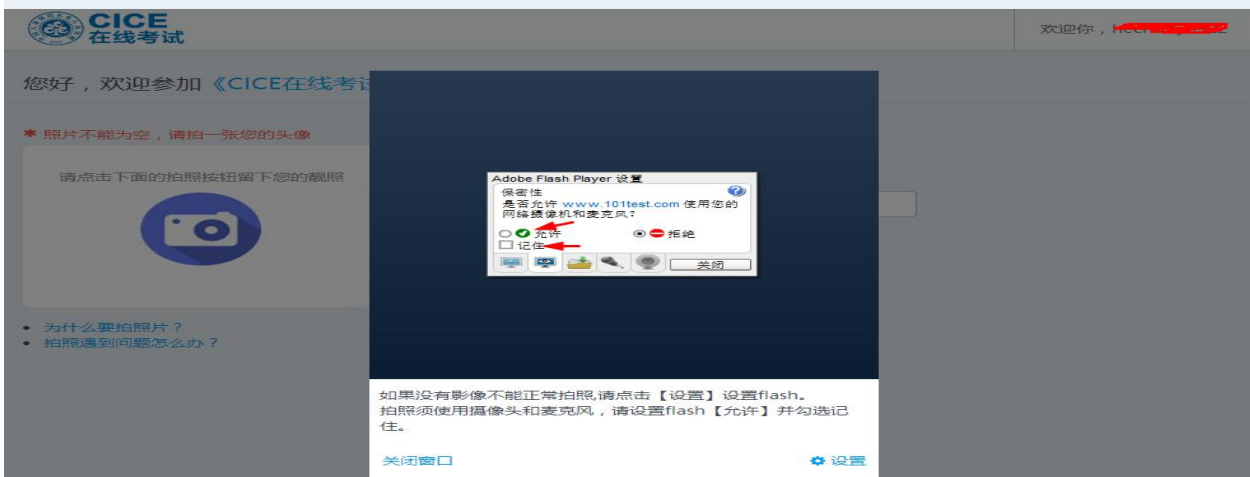 CICE
在线考试
欢迎你，
您好，欢迎参加《CICE在线考试
* 照片不能为空，请拍一张您的头像
请点击下面的拍照按钮留下您的靓照
• 为什么要拍照片？
• 拍照遇到问题怎么办？
Adobe Flash Player 设置
保密性
是否允许 www.101test.com 使用您的
网络摄像机和麦克风?
允许 拒绝
记住
关闭
如果没有影像不能正常拍照,请点击【设置】设置flash。
拍照须使用摄像头和麦克风，请设置flash【允许】并勾选记
住。
关闭窗口 设置